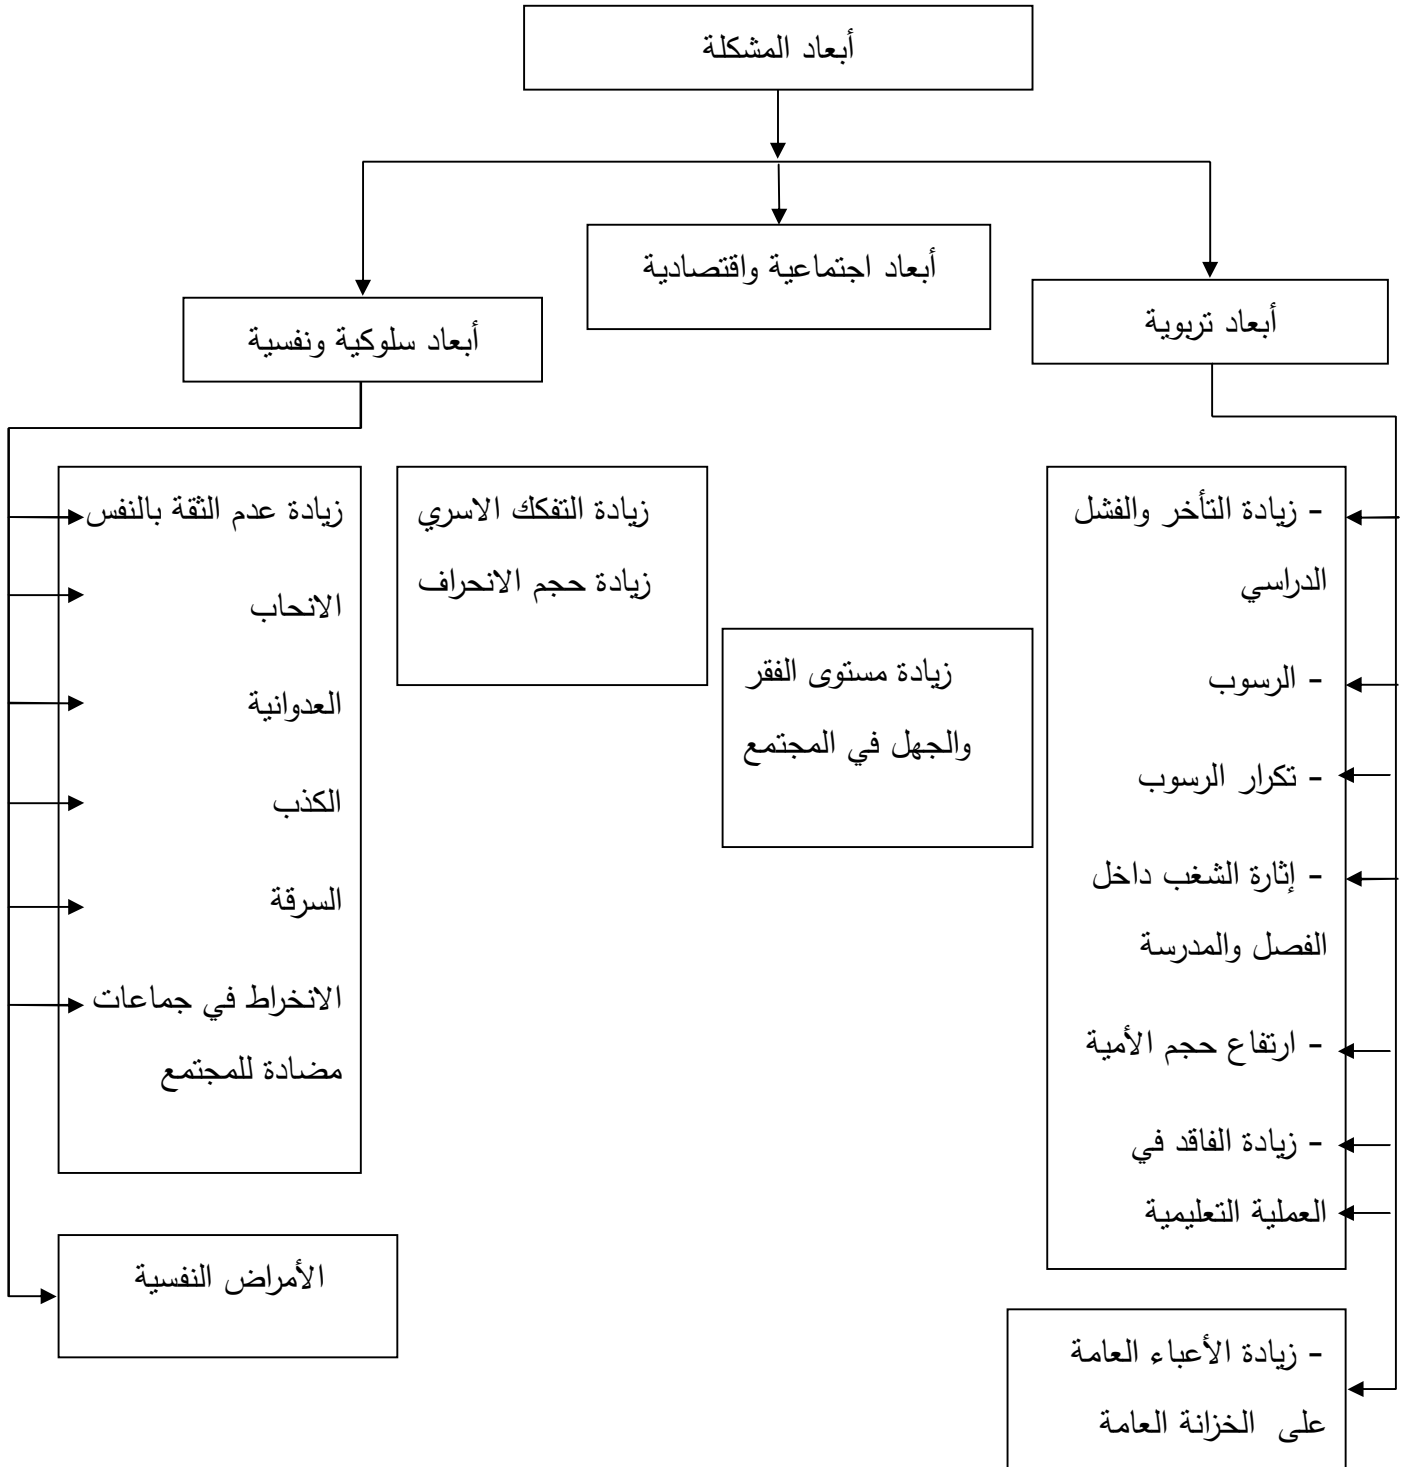 أبعاد المشكلة
أبعاد اجتماعية واقتصادية
أبعاد تربوية
أبعاد سلوكية ونفسية
- زيادة التأخر والفشل
الدراسي
- الرسوب
- تكرار الرسوب
- إثارة الشغب داخل
الفصل والمدرسة
- ارتفاع حجم الأمية
- زيادة الفاقد في
العملية التعليمية
- زيادة الأعباء العامة
على الخزانة العامة
زيادة مستوى الفقر
والجهل في المجتمع
زيادة التفكك الاسري
زيادة حجم الانحراف
زيادة عدم الثقة بالنفس
الانحاب
العدوانية
الكذب
السرقة
الانخراط في جماعات
مضادة للمجتمع
الأمراض النفسية